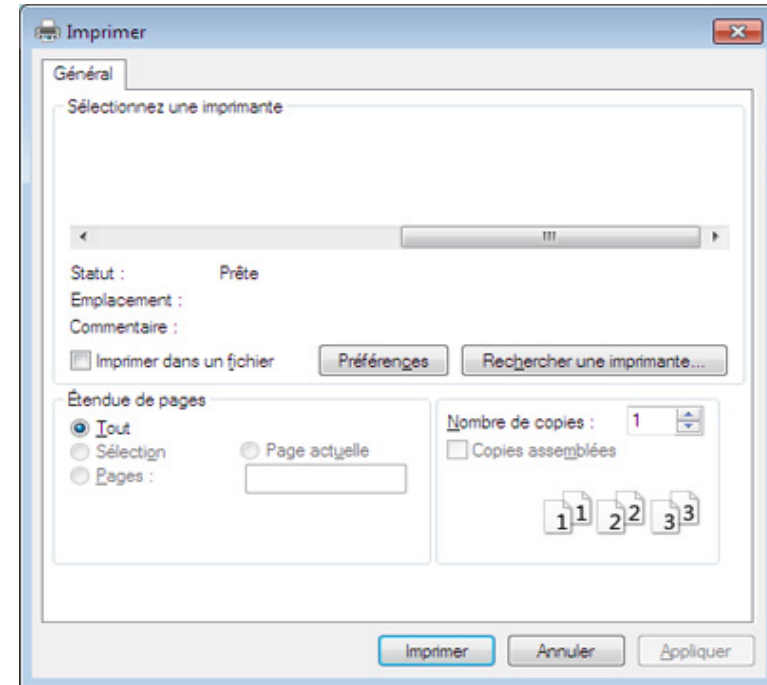 Imprimer
Général
Sélectionnez une imprimante
Statut : Prête
Emplacement :
Commentaire :
Imprimer dans un fichier Préférences Rechercher une imprimante...
Étendue de pages
Tout
Sélection Page actuelle
Pages :
Nombre de copies : 1
Copies assemblées
1 1 2 2 3 3
Imprimer Annuler Appliquer